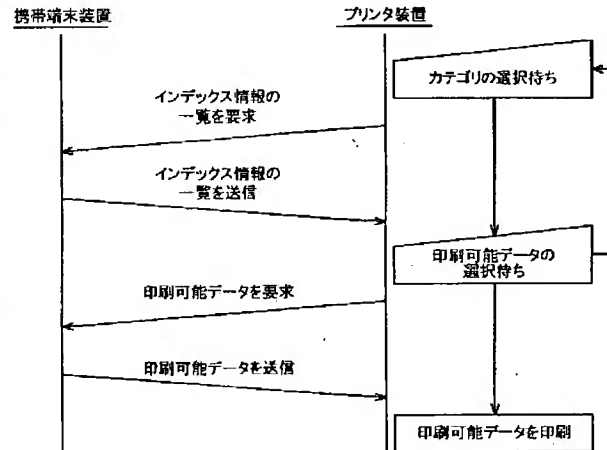 携帯端末装置
プリンタ装置
カテゴリの選択待ち
インデックス情報の
一覧を要求
インデックス情報の
一覧を送信
印刷可能データの
選択待ち
印刷可能データを要求
印刷可能データを送信
印刷可能データを印刷